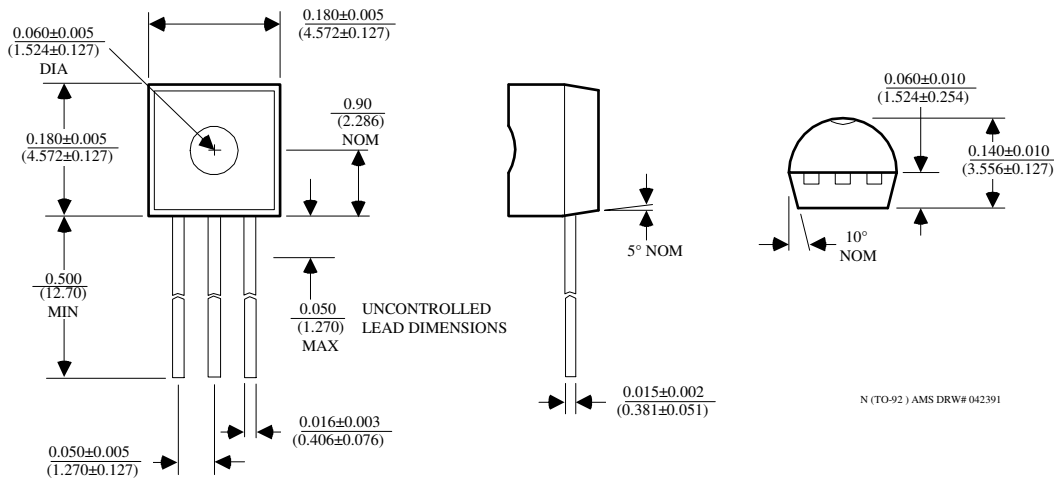 0.180±0.005
(4.572±0.127)
0.060±0.005
(1.524±0.127)
DIA
0.180±0.005
(4.572±0.127)
0.90
(2.286)
NOM
0.500
(12.70)
MIN
0.050
(1.270)
MAX
UNCONTROLLED
LEAD DIMENSIONS
0.016±0.003
(0.406±0.076)
0.050±0.005
(1.270±0.127)
5° NOM
0.015±0.002
(0.381±0.051)
0.060±0.010
(1.524±0.254)
0.140±0.010
(3.556±0.127)
10°
NOM
N (TO-92 ) AMS DRW# 042391